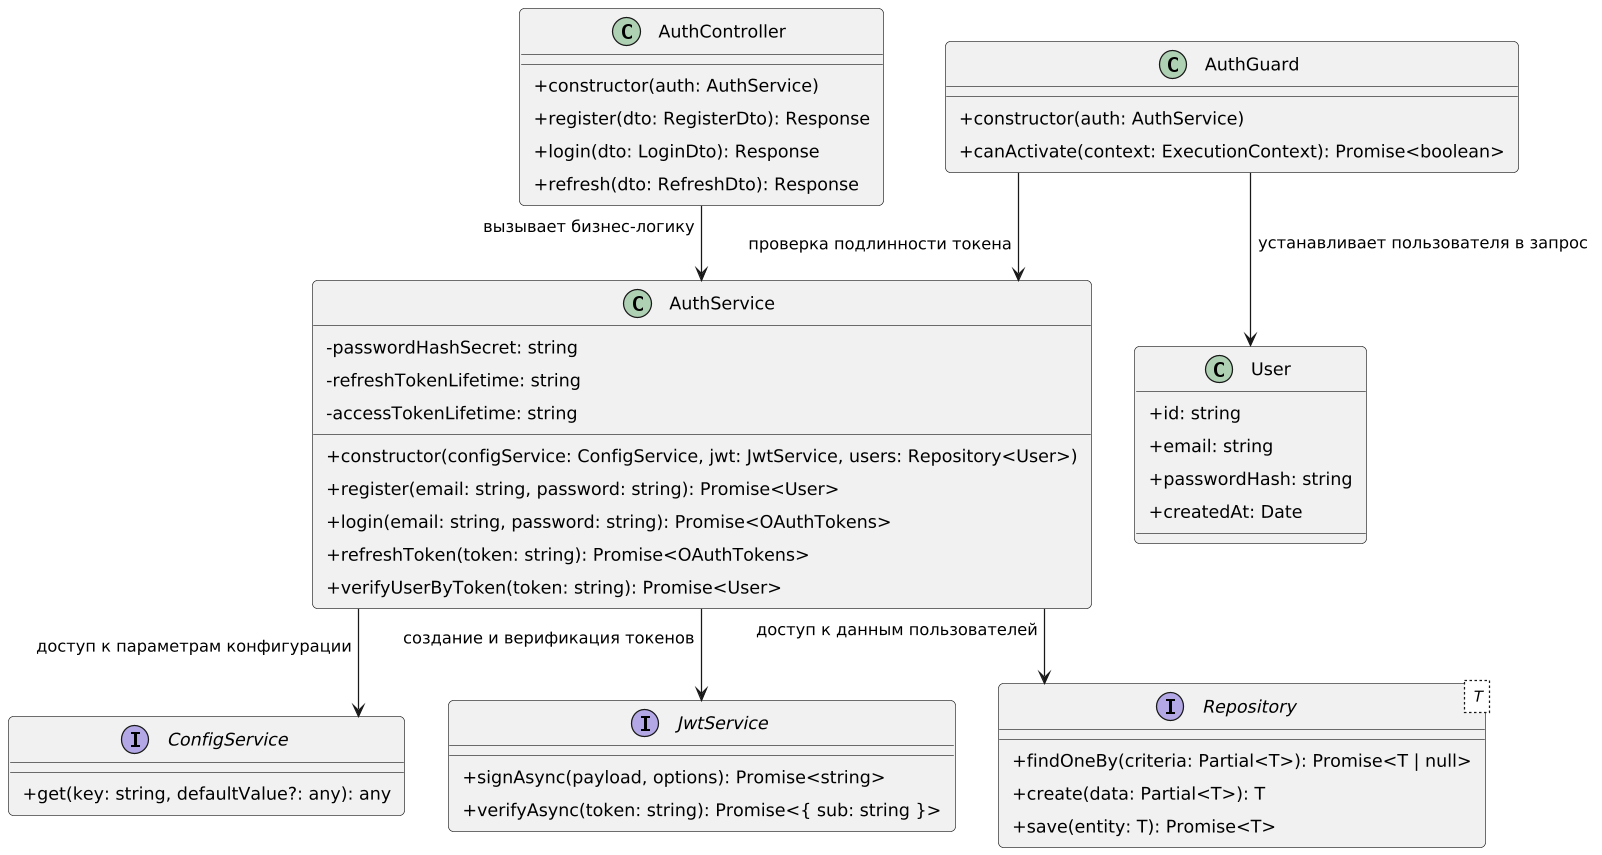 C AuthController
+constructor(auth: AuthService)
+register(dto: RegisterDto): Response
+login(dto: LoginDto): Response
+refresh(dto: RefreshDto): Response
C AuthGuard
+constructor(auth: AuthService)
+canActivate(context: ExecutionContext): Promise<boolean>
вызывает бизнес-логику
проверка подлинности токена
устанавливает пользователя в запрос
C AuthService
-passwordHashSecret: string
-refreshTokenLifetime: string
-accessTokenLifetime: string
+constructor(configService: ConfigService, jwt: JwtService, users: Repository<User>)
+register(email: string, password: string): Promise<User>
+login(email: string, password: string): Promise<OAuthTokens>
+refreshToken(token: string): Promise<OAuthTokens>
+verifyUserByToken(token: string): Promise<User>
C User
+id: string
+email: string
+passwordHash: string
+createdAt: Date
доступ к параметрам конфигурации
создание и верификация токенов
доступ к данным пользователей
I ConfigService
+get(key: string, defaultValue?: any): any
I JwtService
+signAsync(payload, options): Promise<string>
+verifyAsync(token: string): Promise<{ sub: string }>
I Repository
T
+findOneBy(criteria: Partial<T>): Promise<T | null>
+create(data: Partial<T>): T
+save(entity: T): Promise<T>